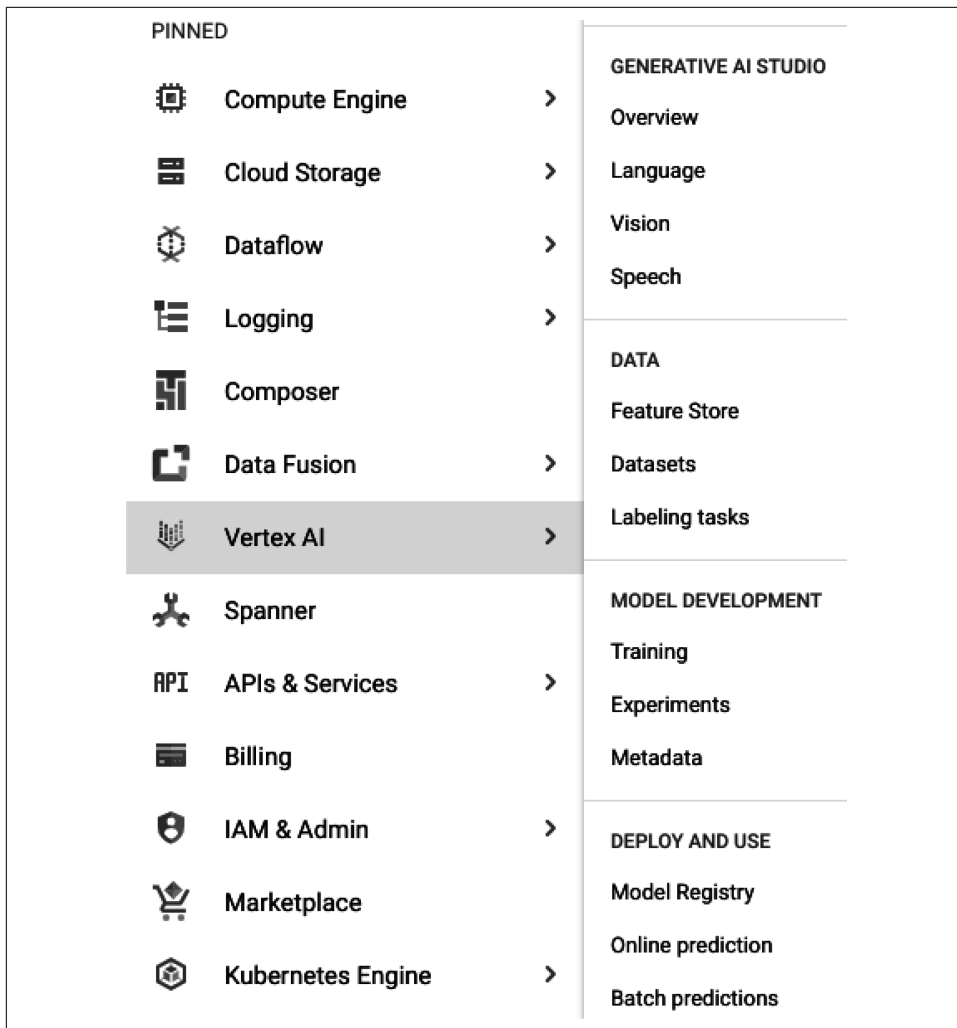 PINNED
Compute Engine
Cloud Storage
Dataflow
Logging
Composer
Data Fusion
Vertex AI
Spanner
API APIs & Services
Billing
IAM & Admin
Marketplace
Kubernetes Engine
GENERATIVE AI STUDIO
Overview
Language
Vision
Speech
DATA
Feature Store
Datasets
Labeling tasks
MODEL DEVELOPMENT
Training
Experiments
Metadata
DEPLOY AND USE
Model Registry
Online prediction
Batch predictions